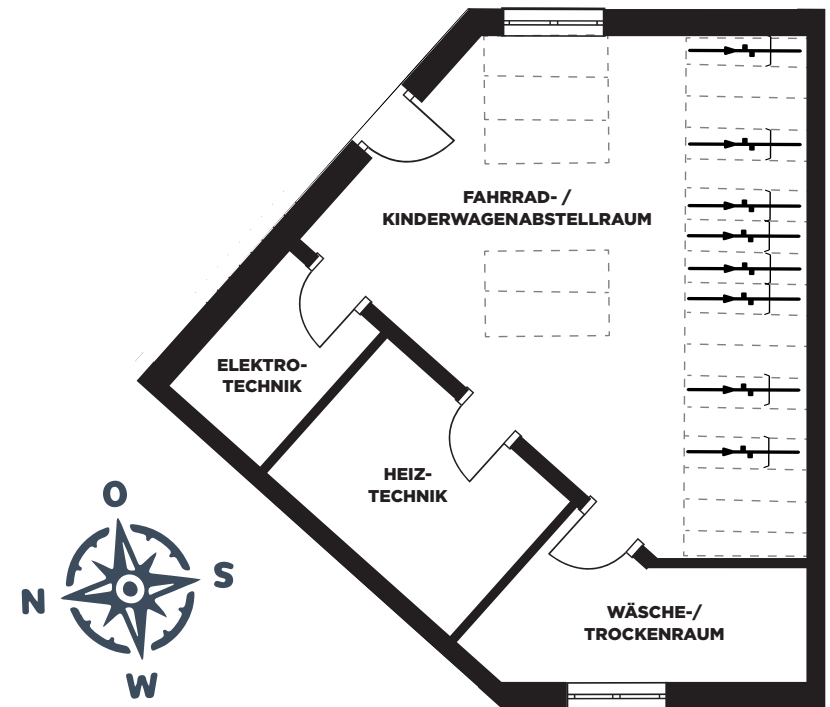 FAHRRAD- /
KINDERWAGENABSTELLRAUM
ELEKTRO-
TECHNIK
HEIZ-
TECHNIK
WÄSCHE-/
TROCKENRAUM
O
N
S
W